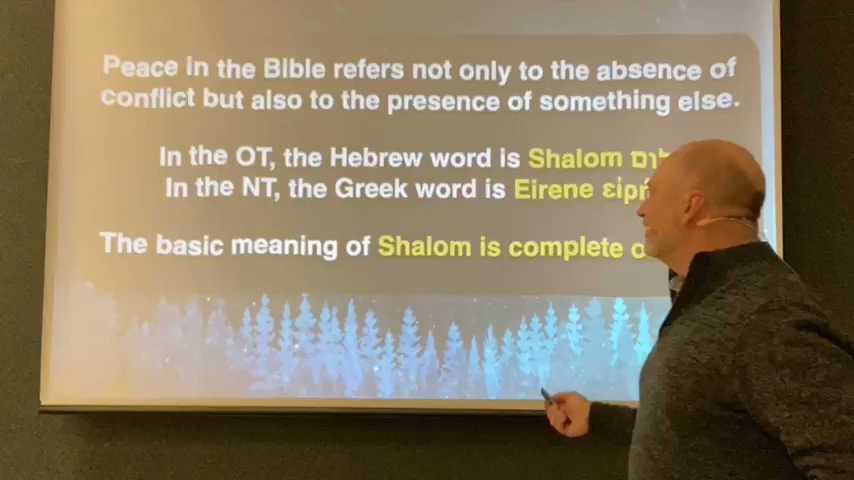 Peace in the Bible refers not only to the absence of
conflict but also to the presence of something else.
In the OT, the Hebrew word is Shalom
In the NT, the Greek word is Eirene
The basic meaning of Shalom is complete